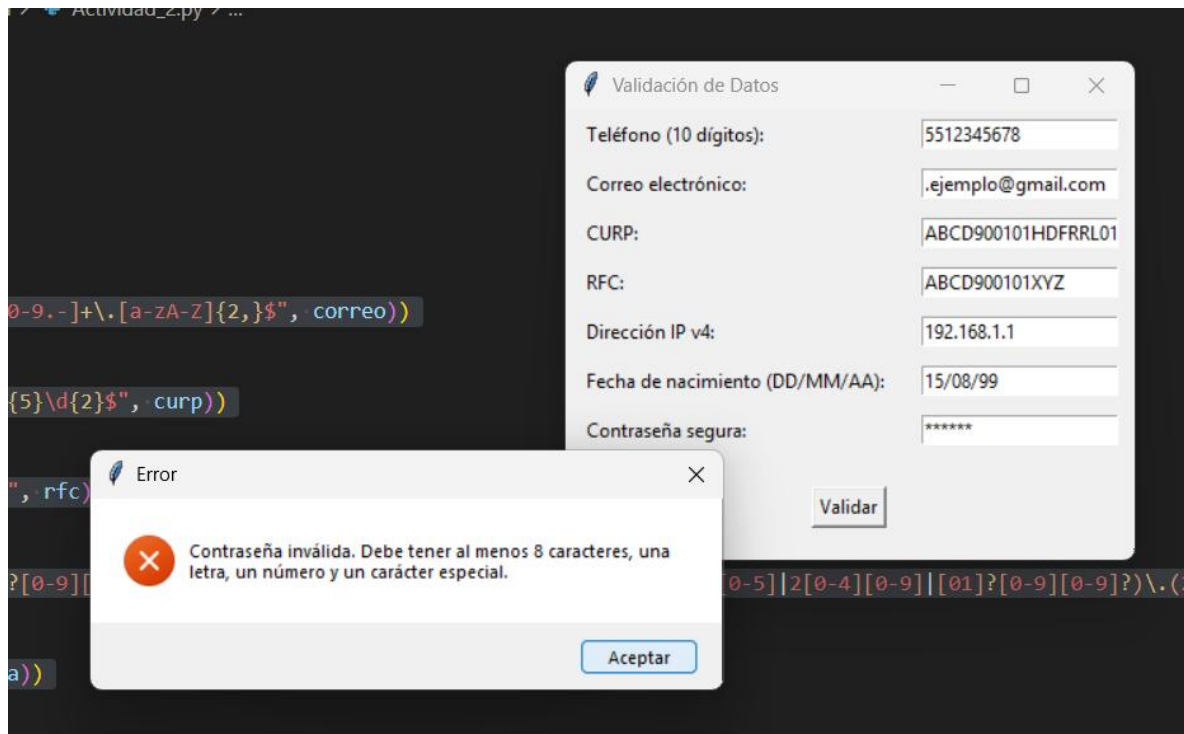 Actividad_2.py > ...
Validación de Datos
Teléfono (10 dígitos):
5512345678
Correo electrónico:
.ejemplo@gmail.com
CURP:
ABCD900101HDFRRL01
RFC:
ABCD900101XYZ
Dirección IP v4:
192.168.1.1
Fecha de nacimiento (DD/MM/AA):
15/08/99
Contraseña segura:
******
Validar
0-9.-]+\.[a-zA-Z]{2,}$", correo))
{5}\d{2}$", curp))
", rfc)
?[0-9][
0-5]|2[0-4][0-9]|[01]?[0-9][0-9]?)\.(
a))
Error
Contraseña inválida. Debe tener al menos 8 caracteres, una
letra, un número y un carácter especial.
Aceptar